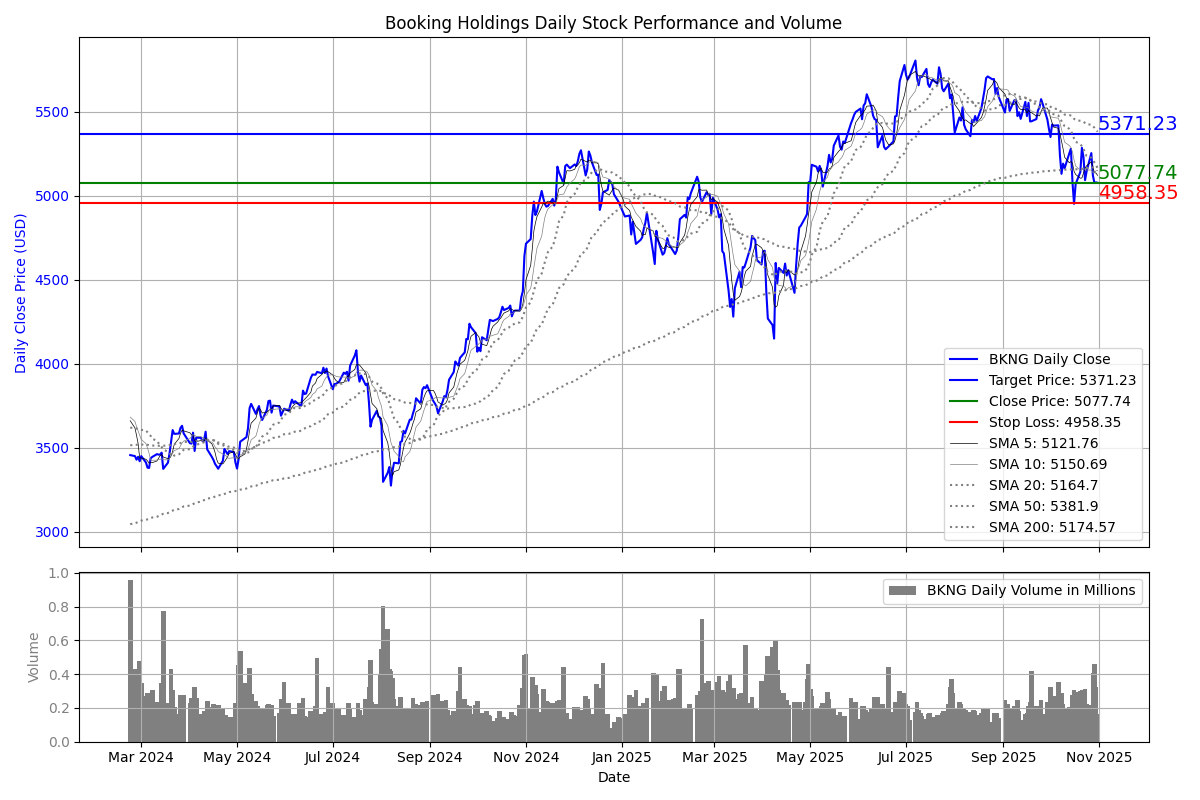 Booking Holdings Daily Stock Performance and Volume
Daily Close Price (USD)
5500
5000
4500
4000
3500
3000
5371.23
5077.74
4958.35
BKNG Daily Close
Target Price: 5371.23
Close Price: 5077.74
Stop Loss: 4958.35
SMA 5: 5121.76
SMA 10: 5150.69
SMA 20: 5164.7
SMA 50: 5381.9
SMA 200: 5174.57
Volume
1.0
0.8
0.6
0.4
0.2
0.0
BKNG Daily Volume in Millions
Mar 2024 May 2024 Jul 2024 Sep 2024 Nov 2024 Jan 2025 Mar 2025 May 2025 Jul 2025 Sep 2025 Nov 2025
Date